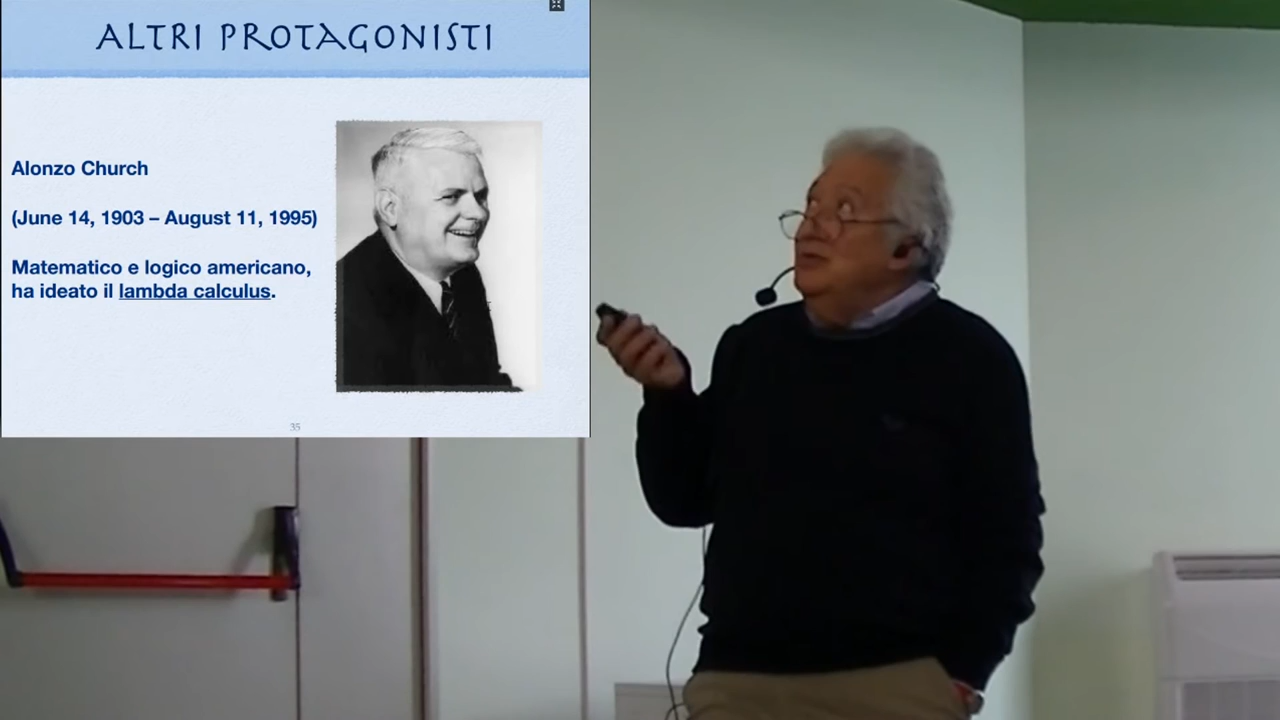 ALTRI PROTAGONISTI
Alonzo Church
(June 14, 1903 – August 11, 1995)
Matematico e logico americano,
ha ideato il lambda calculus.
35